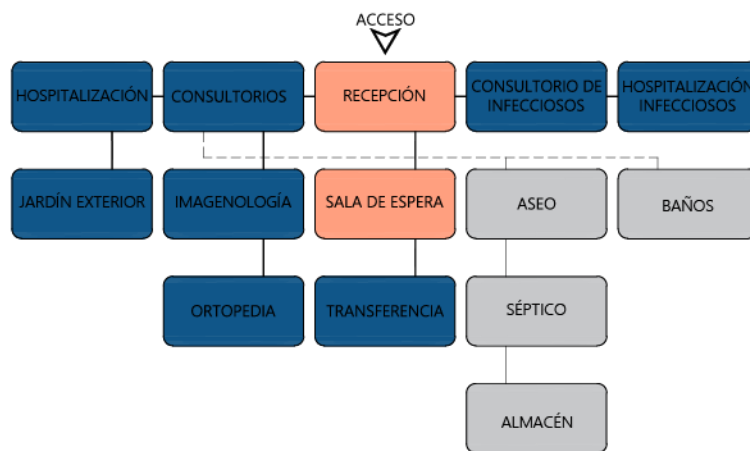 ACCESO
HOSPITALIZACIÓN
CONSULTORIOS
RECEPCIÓN
CONSULTORIO DE
INFECCIOSOS
HOSPITALIZACIÓN
INFECCIOSOS
JARDÍN EXTERIOR
IMAGENOLOGÍA
SALA DE ESPERA
ASEO
BAÑOS
ORTOPEDIA
TRANSFERENCIA
SÉPTICO
ALMACÉN